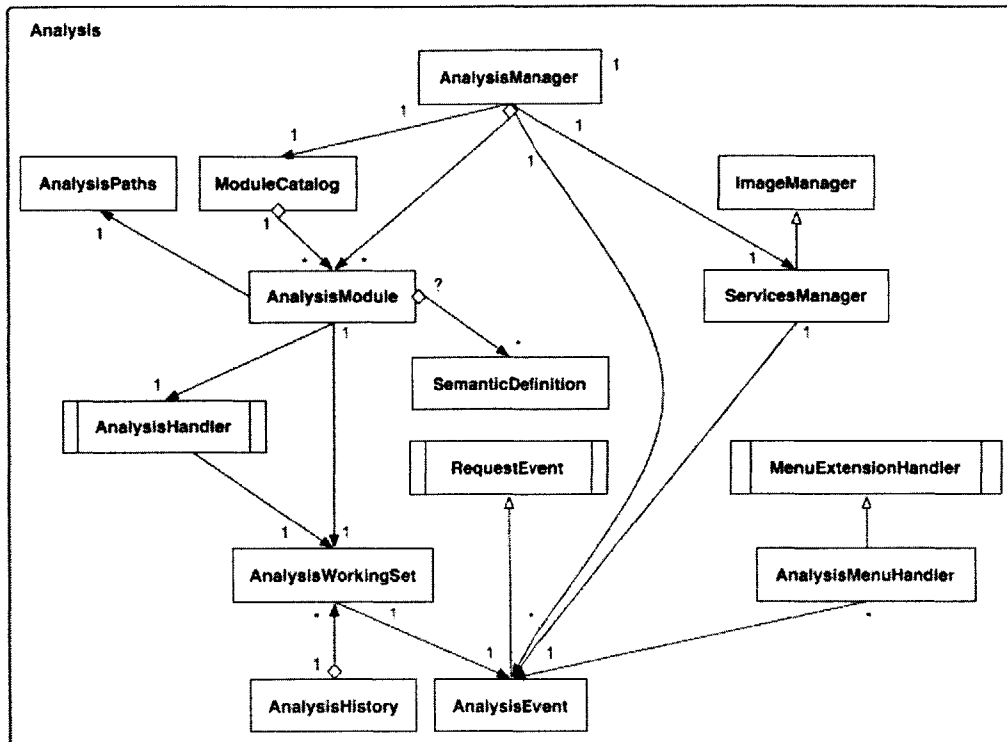 Analysis
AnalysisManager
1
1
1
1
1
AnalysisPaths
ModuleCatalog
ImageManager
1
1
*
*
1
AnalysisModule
?
ServicesManager
1
1
*
SemanticDefinition
1
AnalysisHandler
RequestEvent
MenuExtensionHandler
1
1
AnalysisWorkingSet
AnalysisMenuHandler
*
1
*
*
1
1
1
AnalysisHistory
AnalysisEvent